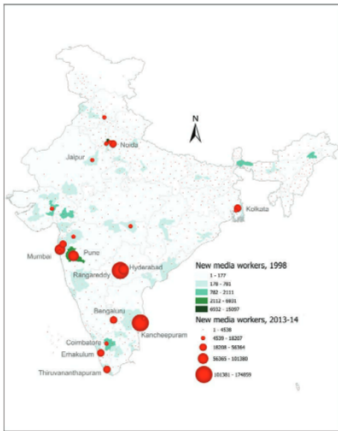 N
Noida
Jaipur
Kolkata
Mumbai
Pune
Hyderabad
Rangareddy
New media workers, 1998
1 - 177
178 - 781
782 - 2111
2112 - 6931
6932 - 15097
New media workers, 2013-14
1 - 4538
4539 - 18207
18208 - 56364
56365 - 101380
101381 - 174659
Bengaluru
Kancheepuram
Coimbatore
Ernakulum
Thiruvananthapuram